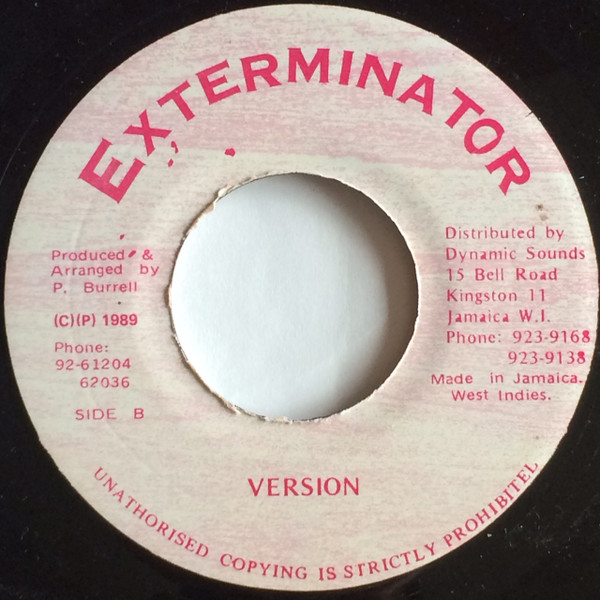 EXTERMINATOR
Produced &
Arranged by
P. Burrell
(C)(P) 1989
Phone:
92-61204
62036
SIDE B
Distributed by
Dynamic Sounds
15 Bell Road
Kingston 11
Jamaica W.I.
Phone: 923-9168
923-9138
Made in Jamaica.
West Indies.
VERSION
UNATHORISED COPYING IS STRICTLY PROHIBITEL